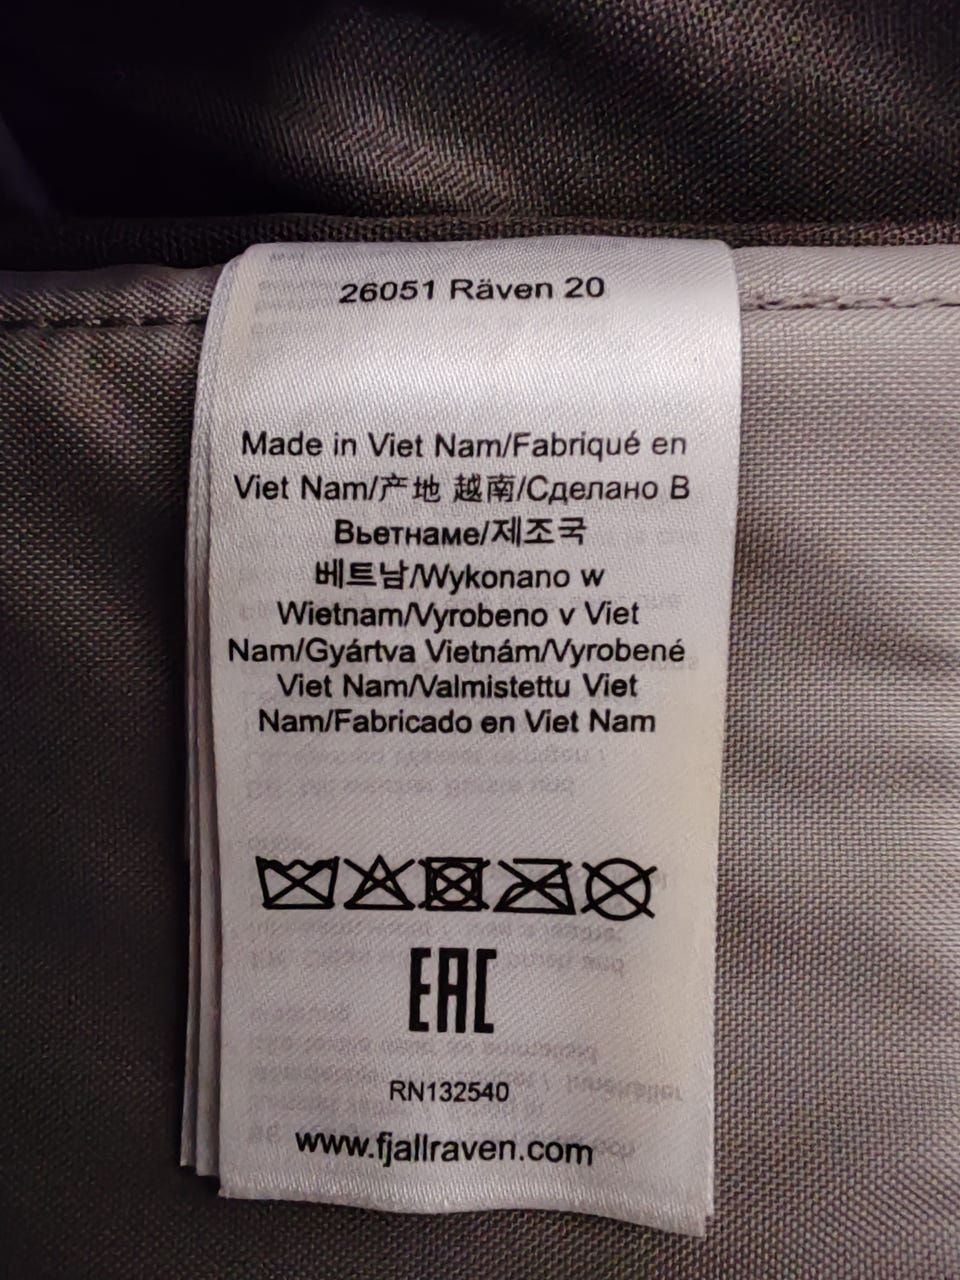 26051 Räven 20
Made in Viet Nam/Fabriqué en
Viet Nam/产地 越南/Сделано В
Вьетнаме/제조국
베트남/Wykonano w
Wietnam/Vyrobeno v Viet
Nam/Gyártva Vietnám/Vyrobené
Viet Nam/Valmistettu Viet
Nam/Fabricado en Viet Nam
EAC
RN132540
www.fjallraven.com